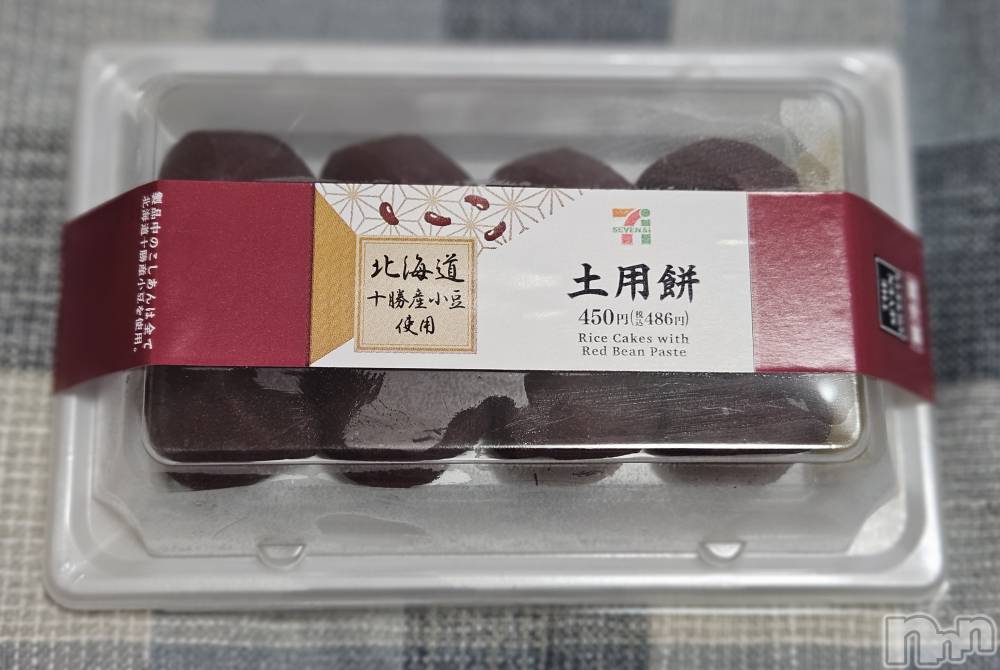 製品中のこしあんは全て
北海道十勝産小豆を使用。
北海道
十勝産小豆
使用
SEVEN&i
土用餅
450円(税込486円)
Rice Cakes with
Red Bean Paste
nnn